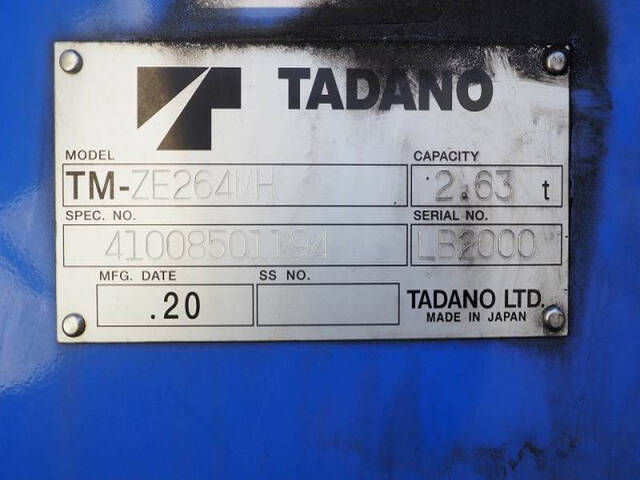 TADANO
MODEL
CAPACITY
TM-ZE264MH
2.63 t
SPEC. NO.
SERIAL NO.
41008501194
LB2000
MFG. DATE
SS NO.
.20
TADANO LTD.
MADE IN JAPAN